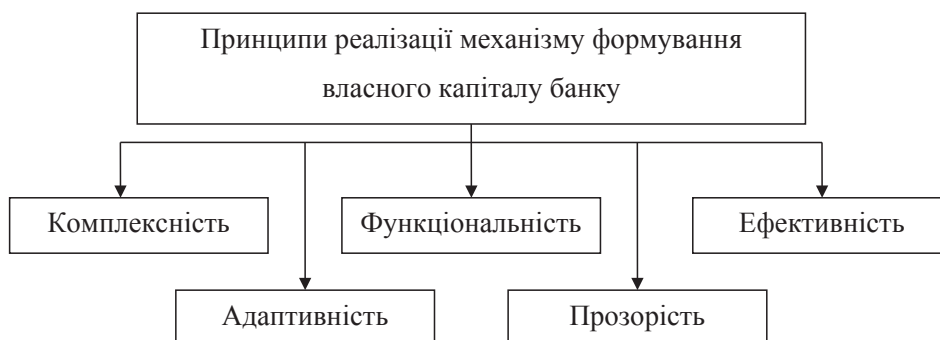 Принципи реалізації механізму формування
власного капіталу банку
Комплексність
Функціональність
Ефективність
Адаптивність
Прозорість